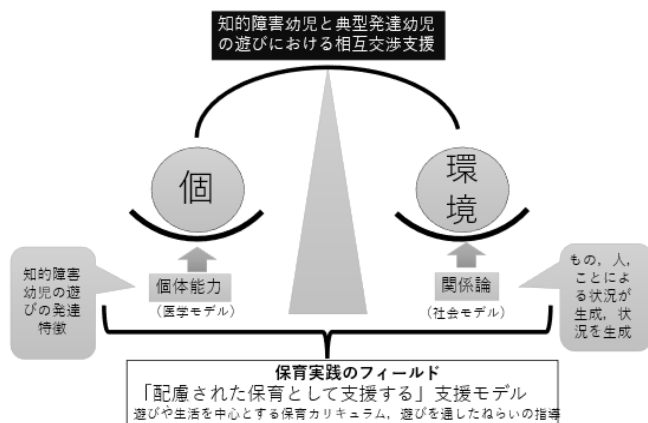 知的障害幼児と典型発達幼児
の遊びにおける相互交渉支援
個
環
境
知的障害
幼児の遊
びの発達
特徴
個体能力
（医学モデル）
関係論
（社会モデル）
もの，人，
ことによ
る状況が
生成，状
況を生成
保育実践のフィールド
「配慮された保育として支援する」支援モデル
遊びや生活を中心とする保育カリキュラム，遊びを通したねらいの指導